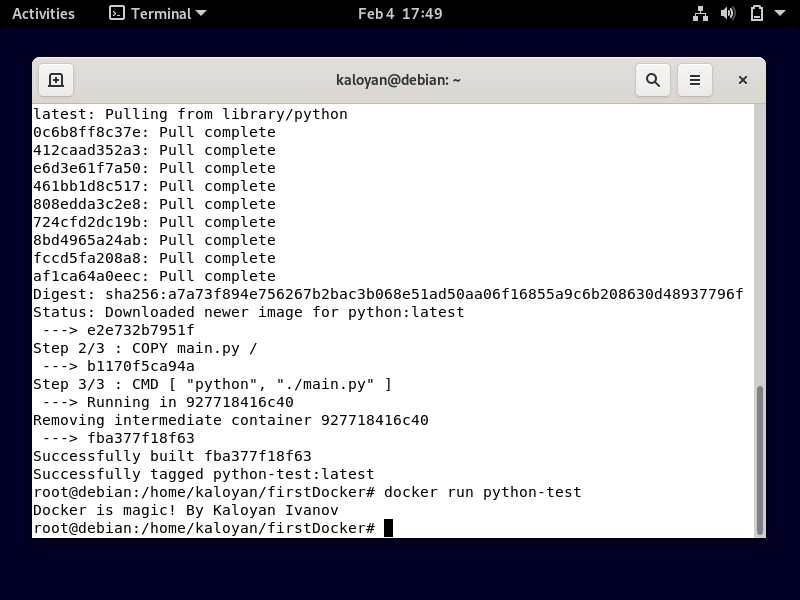 Activities Terminal Feb 4 17:49
kaloyan@debian: ~
latest: Pulling from library/python
0c6b8ff8c37e: Pull complete
412caad352a3: Pull complete
e6d3e61f7a50: Pull complete
461bb1d8c517: Pull complete
808edda3c2e8: Pull complete
724cfd2dc19b: Pull complete
8bd4965a24ab: Pull complete
fccd5fa208a8: Pull complete
af1ca64a0eec: Pull complete
Digest: sha256:a7a73f894e756267b2bac3b068e51ad50aa06f16855a9c6b208630d48937796f
Status: Downloaded newer image for python:latest
 ---> e2e732b7951f
Step 2/3 : COPY main.py /
 ---> b1170f5ca94a
Step 3/3 : CMD [ "python", "./main.py" ]
 ---> Running in 927718416c40
Removing intermediate container 927718416c40
 ---> fba377f18f63
Successfully built fba377f18f63
Successfully tagged python-test:latest
root@debian:/home/kaloyan/firstDocker# docker run python-test
Docker is magic! By Kaloyan Ivanov
root@debian:/home/kaloyan/firstDocker#